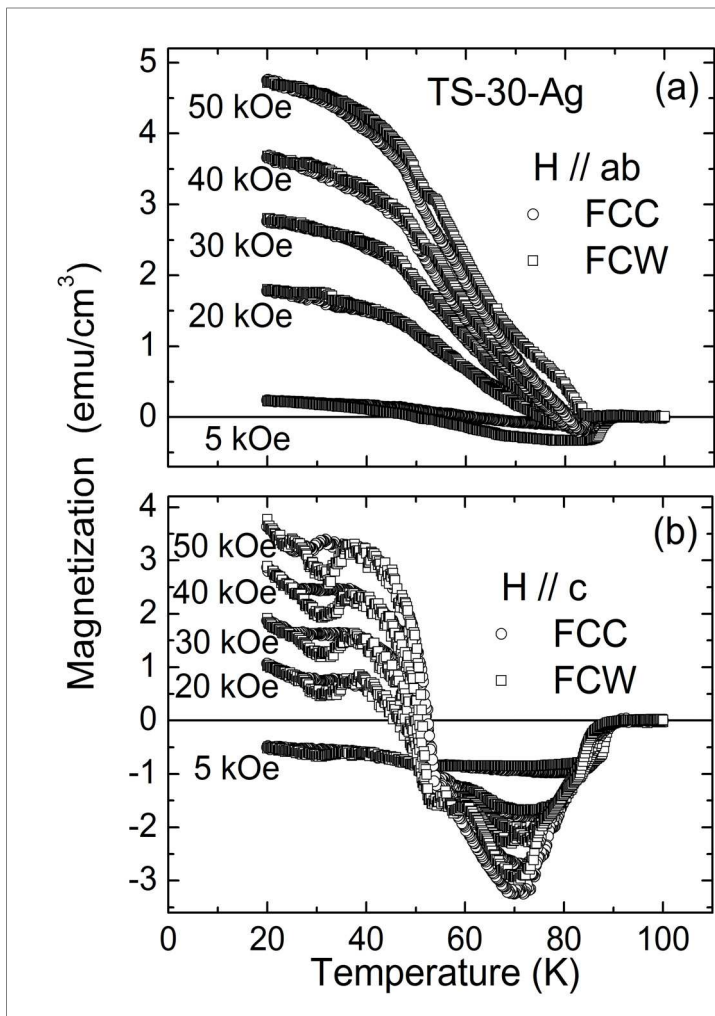 5
4
3
2
1
0
TS-30-Ag
(a)
50 kOe
40 kOe
30 kOe
20 kOe
5 kOe
H // ab
FCC
FCW
Magnetization (emu/cm³)
4
3
2
1
0
-1
-2
-3
(b)
50 kOe
40 kOe
30 kOe
20 kOe
5 kOe
H // c
FCC
FCW
0 20 40 60 80 100
Temperature (K)